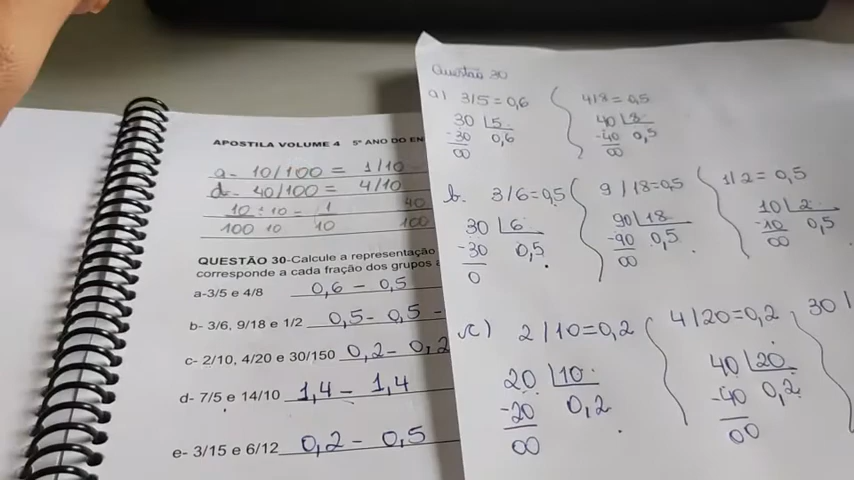 APOSTILA VOLUME 4 5º ANO DO EN
a- 10/100 = 1/10
d- 40/100 = 4/10
10 ÷ 10 - 1 40
100 10 10 100
QUESTÃO 30-Calcule a representação
corresponde a cada fração dos grupos
a-3/5 e 4/8 0,6 - 0,5
b- 3/6, 9/18 e 1/2 0,5 - 0,5 -
c- 2/10, 4/20 e 30/150 0,2 - 0,2
d- 7/5 e 14/10 1,4 - 1,4
e- 3/15 e 6/12 0,2 - 0,5
Questão 30
a) 3/5 = 0,6 4/8 = 0,5
30 5 40 8
-30 0,6 -40 0,5
00 00
b. 3/6 = 0,5 9/18 = 0,5 1/2 = 0,5
30 6 90 18 10 2
-30 0,5 -90 0,5 -10 0,5
0 00 00
c) 2/10 = 0,2 4/20 = 0,2 30/
20 10 40 20
-20 0,2 -40 0,2
00 00